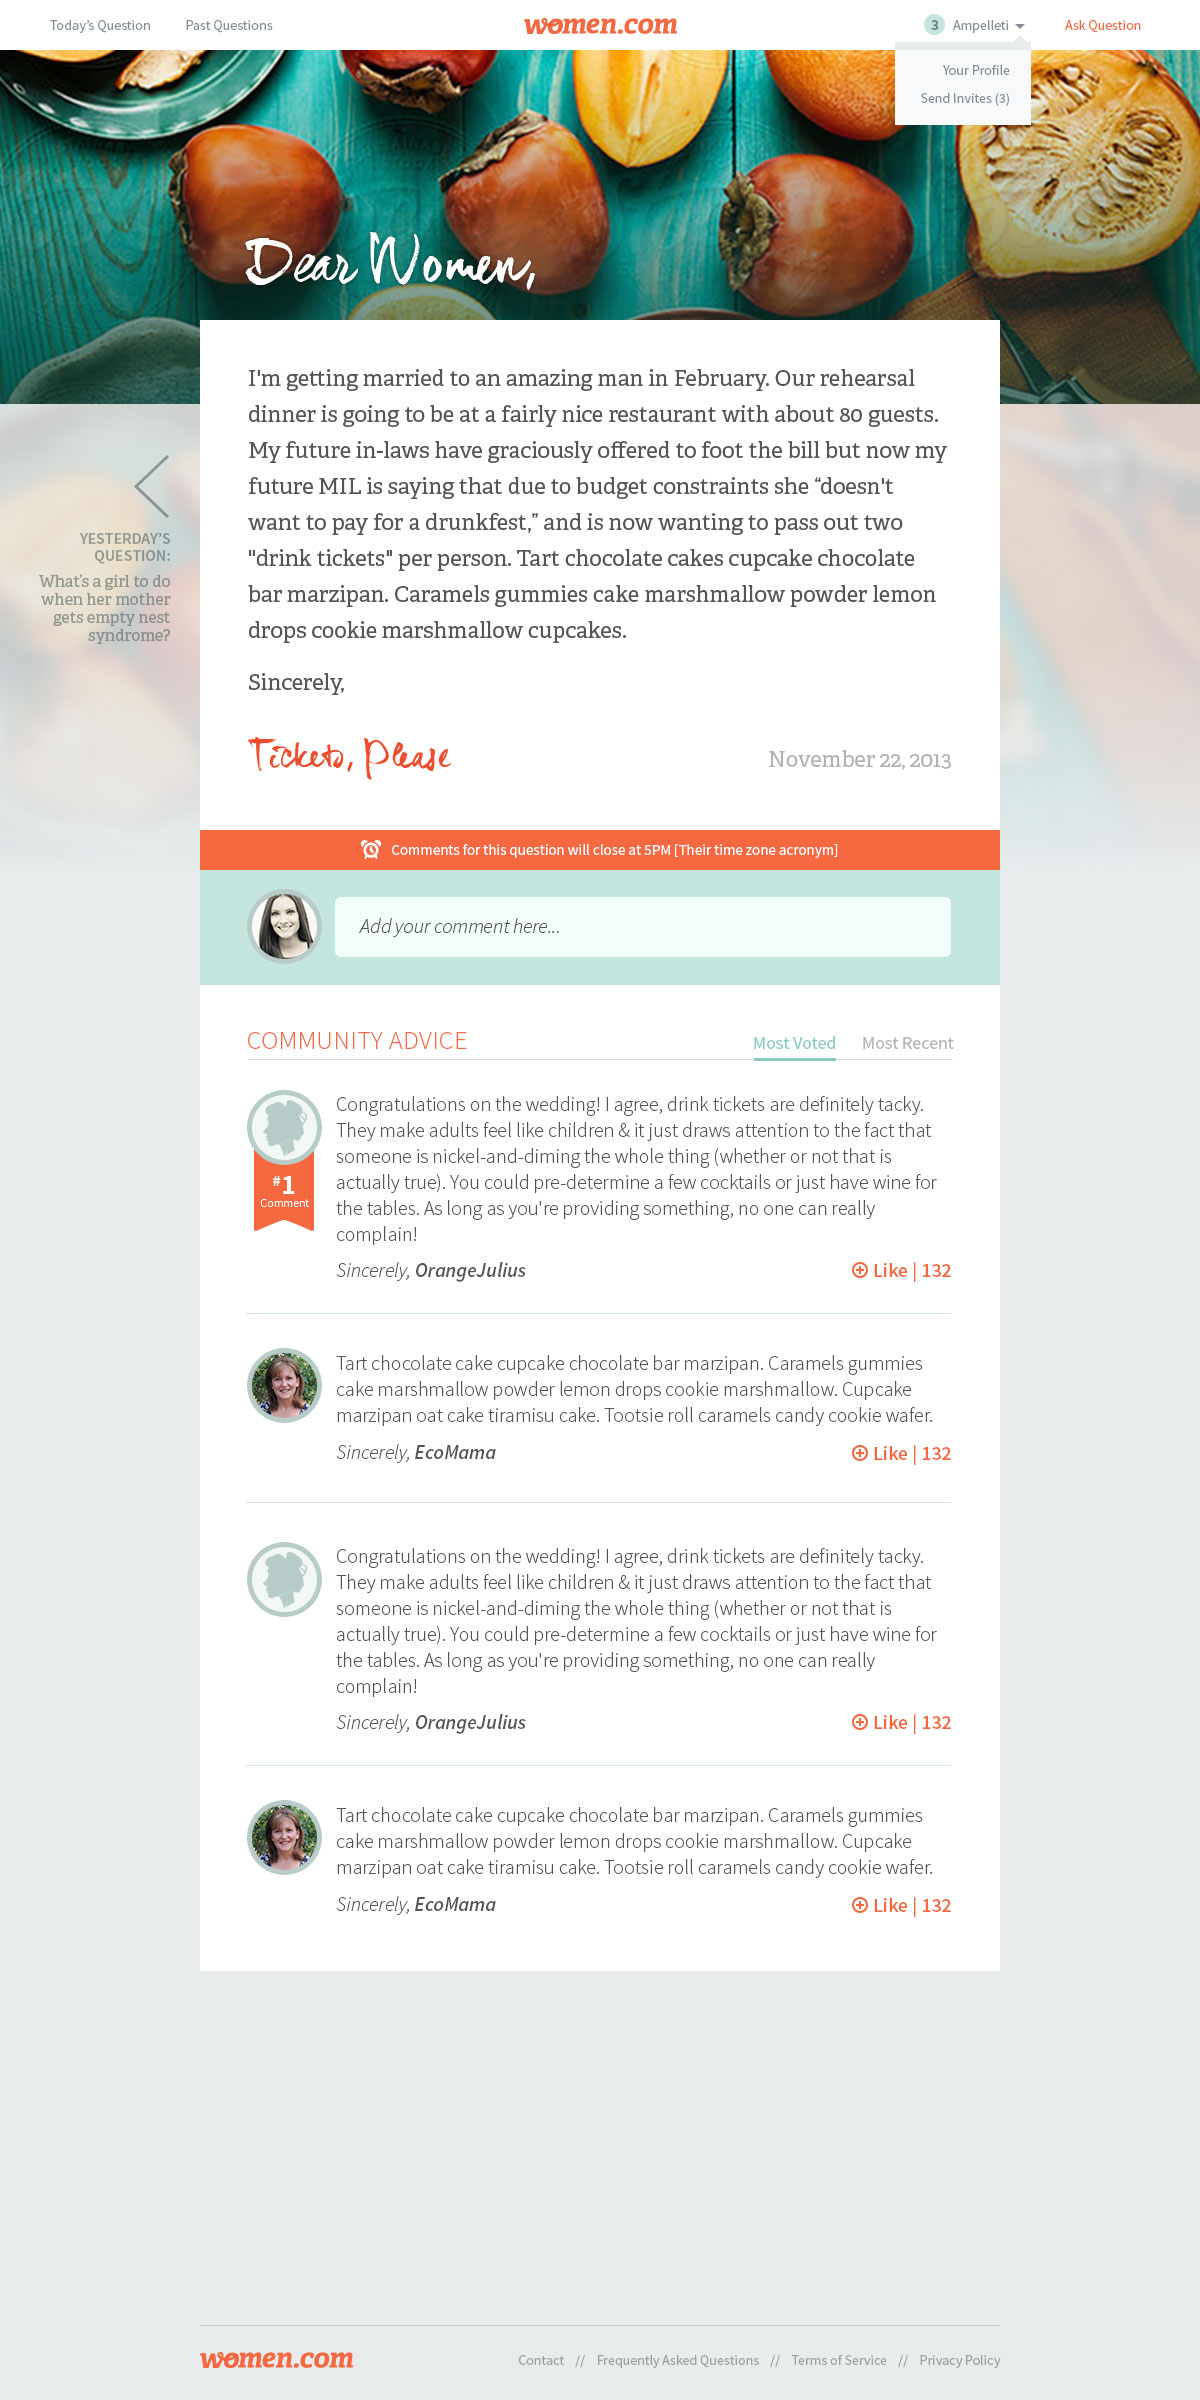 Today's Question
Past Questions
women.com
3
Ampelleti
Ask Question
Your Profile
Send Invites (3)
Dear Women,
I'm getting married to an amazing man in February. Our rehearsal
dinner is going to be at a fairly nice restaurant with about 80 guests.
My future in-laws have graciously offered to foot the bill but now my
future MIL is saying that due to budget constraints she “doesn't
want to pay for a drunkfest,” and is now wanting to pass out two
"drink tickets" per person. Tart chocolate cakes cupcake chocolate
bar marzipan. Caramels gummies cake marshmallow powder lemon
drops cookie marshmallow cupcakes.
Sincerely,
Tickets, Please
November 22, 2013
YESTERDAY'S
QUESTION:
What's a girl to do
when her mother
gets empty nest
syndrome?
Comments for this question will close at 5PM [Their time zone acronym]
Add your comment here...
COMMUNITY ADVICE
Most Voted
Most Recent
#1
Comment
Congratulations on the wedding! I agree, drink tickets are definitely tacky.
They make adults feel like children & it just draws attention to the fact that
someone is nickel-and-diming the whole thing (whether or not that is
actually true). You could pre-determine a few cocktails or just have wine for
the tables. As long as you're providing something, no one can really
complain!
Sincerely, OrangeJulius
Like | 132
Tart chocolate cake cupcake chocolate bar marzipan. Caramels gummies
cake marshmallow powder lemon drops cookie marshmallow. Cupcake
marzipan oat cake tiramisu cake. Tootsie roll caramels candy cookie wafer.
Sincerely, EcoMama
Like | 132
Congratulations on the wedding! I agree, drink tickets are definitely tacky.
They make adults feel like children & it just draws attention to the fact that
someone is nickel-and-diming the whole thing (whether or not that is
actually true). You could pre-determine a few cocktails or just have wine for
the tables. As long as you're providing something, no one can really
complain!
Sincerely, OrangeJulius
Like | 132
Tart chocolate cake cupcake chocolate bar marzipan. Caramels gummies
cake marshmallow powder lemon drops cookie marshmallow. Cupcake
marzipan oat cake tiramisu cake. Tootsie roll caramels candy cookie wafer.
Sincerely, EcoMama
Like | 132
women.com
Contact // Frequently Asked Questions // Terms of Service // Privacy Policy